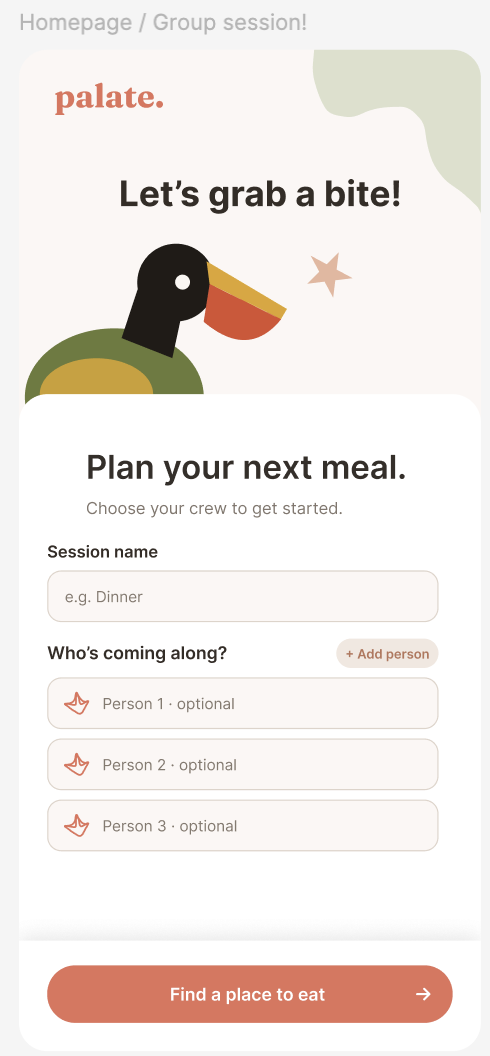 Homepage / Group session!
palate.
Let’s grab a bite!
Plan your next meal.
Choose your crew to get started.
Session name
e.g. Dinner
Who’s coming along?
+ Add person
Person 1 · optional
Person 2 · optional
Person 3 · optional
Find a place to eat →